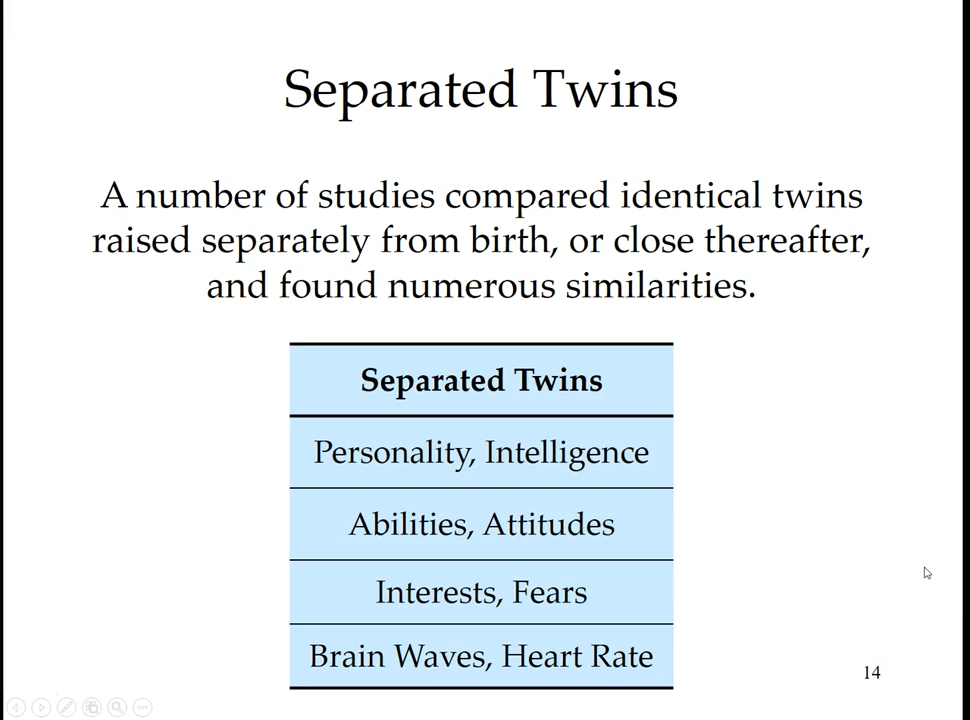 Separated Twins
A number of studies compared identical twins
raised separately from birth, or close thereafter,
and found numerous similarities.
Separated Twins
Personality, Intelligence
Abilities, Attitudes
Interests, Fears
Brain Waves, Heart Rate
14